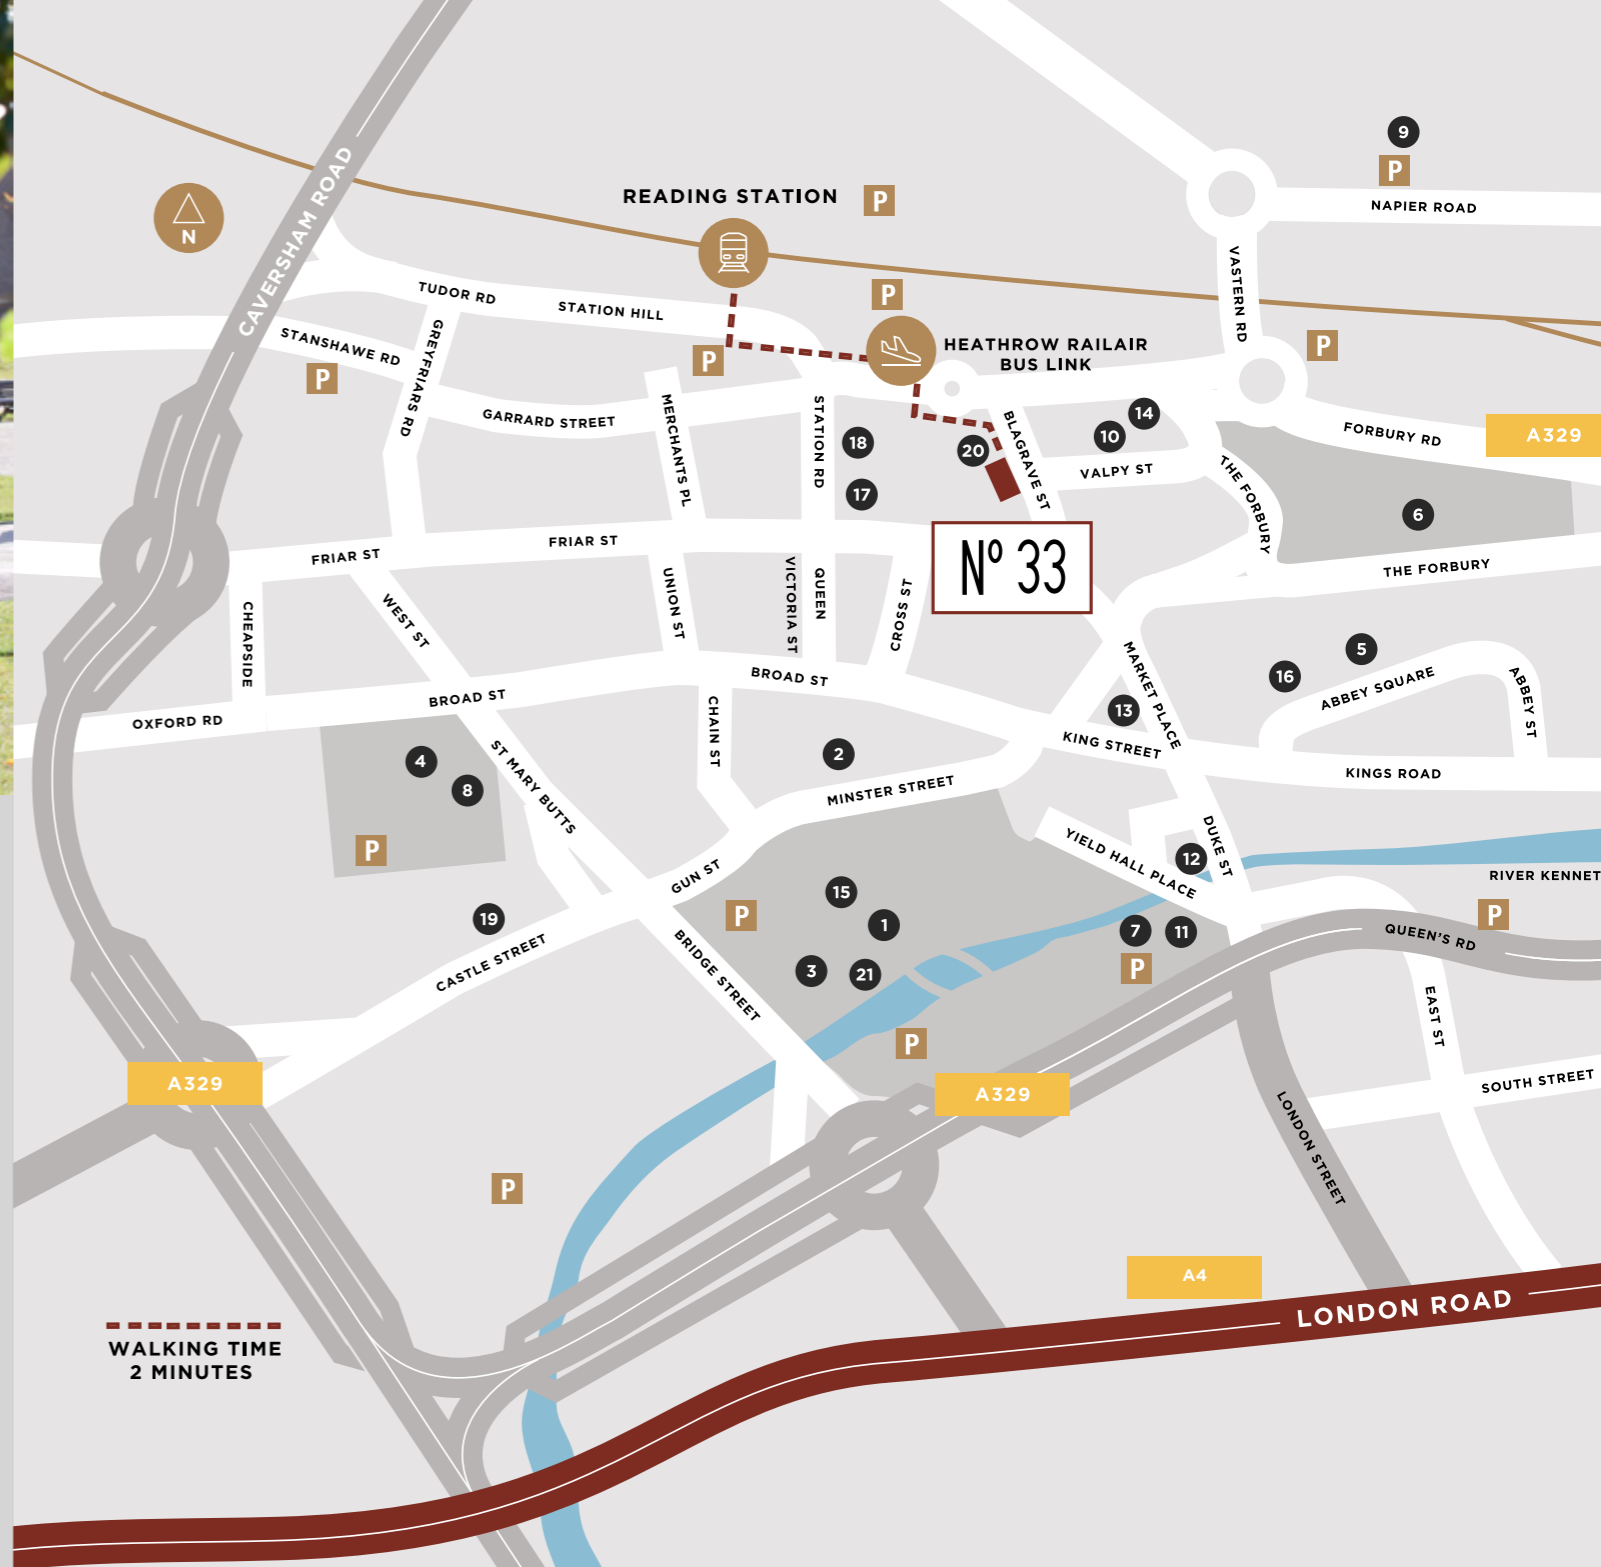 9
P
READING STATION
P
NAPIER ROAD
N
CAVERSHAM ROAD
VASTERN RD
TUDOR RD
STATION HILL
P
HEATHROW RAILAIR
BUS LINK
P
STANSHAWE RD
P
GREYFRIARS RD
P
GARRARD STREET
MERCHANTS PL
STATION RD
18
17
20
BLAGRAVE ST
10
14
VALPY ST
FORBURY RD
A329
THE FORBURY
6
THE FORBURY
Nº 33
FRIAR ST
FRIAR ST
CHEAPSIDE
WEST ST
UNION ST
VICTORIA ST
QUEEN
CROSS ST
BROAD ST
BROAD ST
OXFORD RD
MARKET PLACE
5
16
ABBEY SQUARE
ABBEY ST
13
KING STREET
KINGS ROAD
CHAIN ST
2
MINSTER STREET
4
8
ST MARY BUTTS
P
YIELD HALL PLACE
DUKE ST
12
RIVER KENNET
GUN ST
15
1
P
3
21
7
11
P
P
QUEEN'S RD
19
CASTLE STREET
BRIDGE STREET
P
EAST ST
SOUTH STREET
A329
A329
LONDON STREET
P
A4
LONDON ROAD
WALKING TIME
2 MINUTES